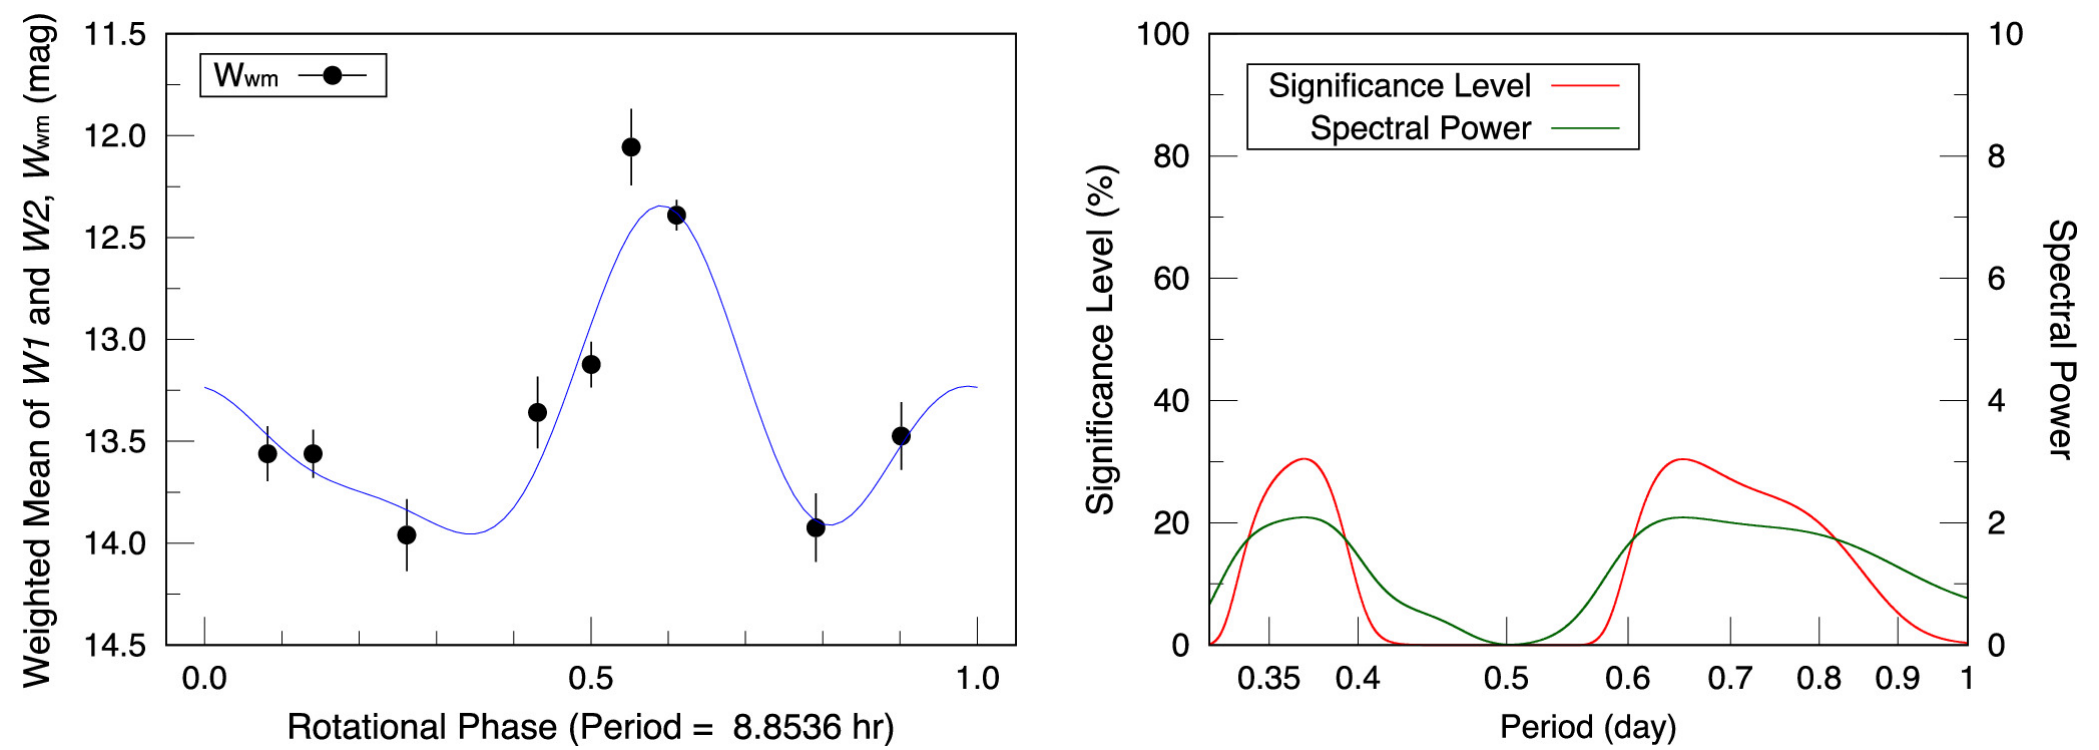 Weighted Mean of W1 and W2, Wwm (mag)
11.5
12.0
12.5
13.0
13.5
14.0
14.5
Wwm
0.0 0.5 1.0
Rotational Phase (Period = 8.8536 hr)
Significance Level (%)
100
80
60
40
20
0
Significance Level
Spectral Power
10
8
6
4
2
0
Spectral Power
0.35 0.4 0.5 0.6 0.7 0.8 0.9 1
Period (day)